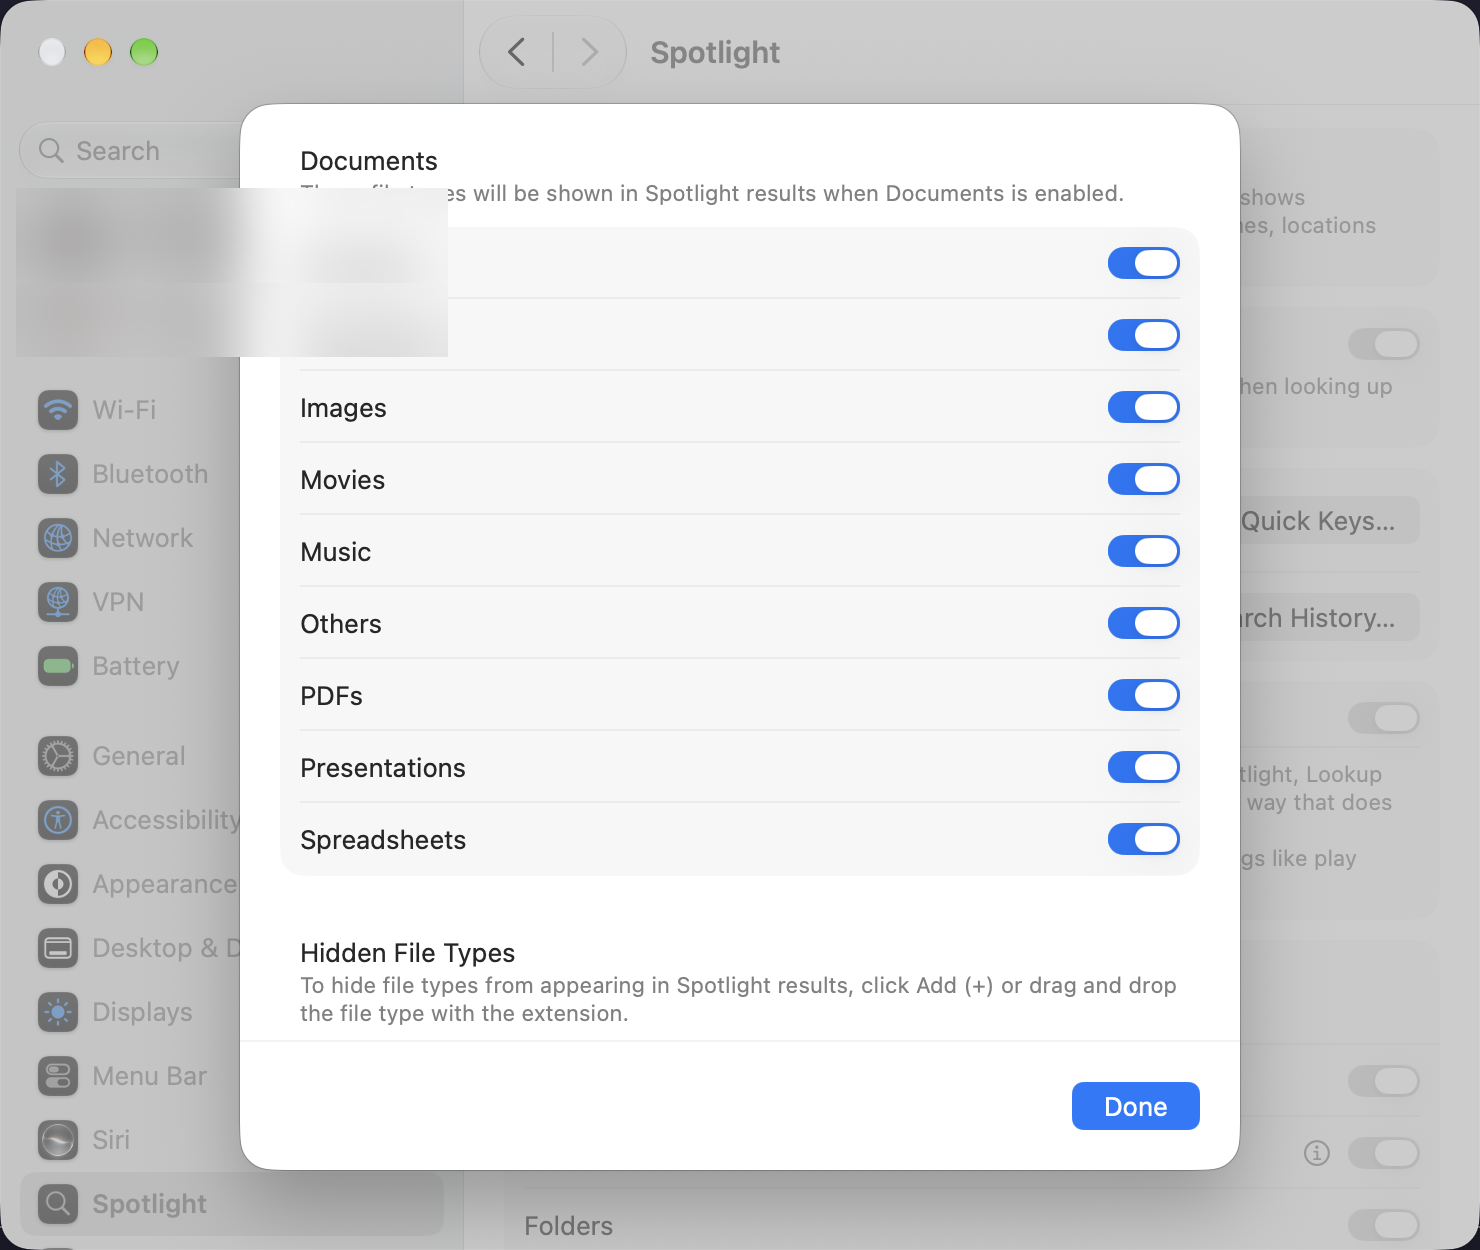 Spotlight
Search
Wi-Fi
Bluetooth
Network
VPN
Battery
General
Accessibility
Appearance
Desktop & D
Displays
Menu Bar
Siri
Spotlight
Documents
will be shown in Spotlight results when Documents is enabled.
Images
Movies
Music
Others
PDFs
Presentations
Spreadsheets
Hidden File Types
To hide file types from appearing in Spotlight results, click Add (+) or drag and drop
the file type with the extension.
Done
shows
es, locations
hen looking up
Quick Keys...
rch History...
tlight, Lookup
way that does
gs like play
Folders